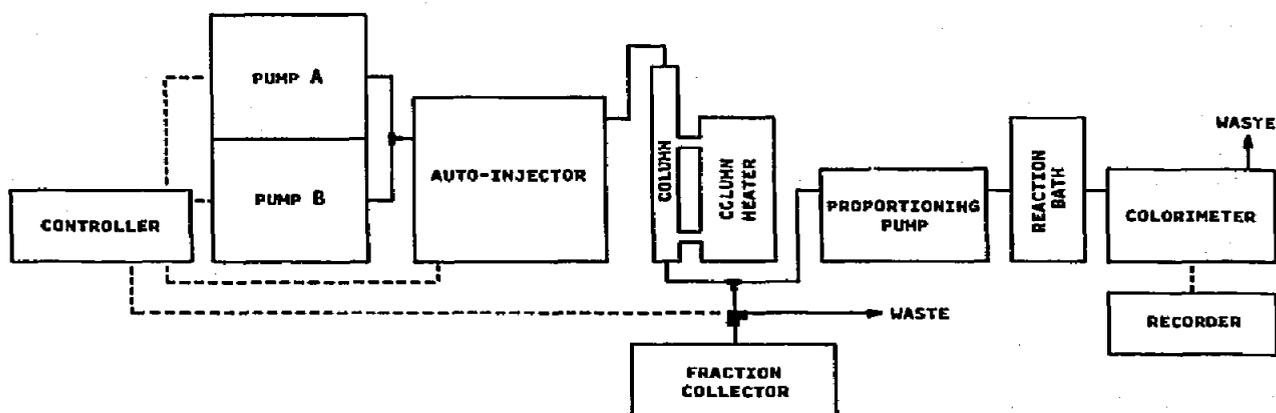 PUMP A
PUMP B
CONTROLLER
AUTO-INJECTOR
COLUMN
COLUMN
HEATER
PROPORTIONING
PUMP
REACTION
BATH
WASTE
COLORIMETER
RECORDER
WASTE
FRACTION
COLLECTOR